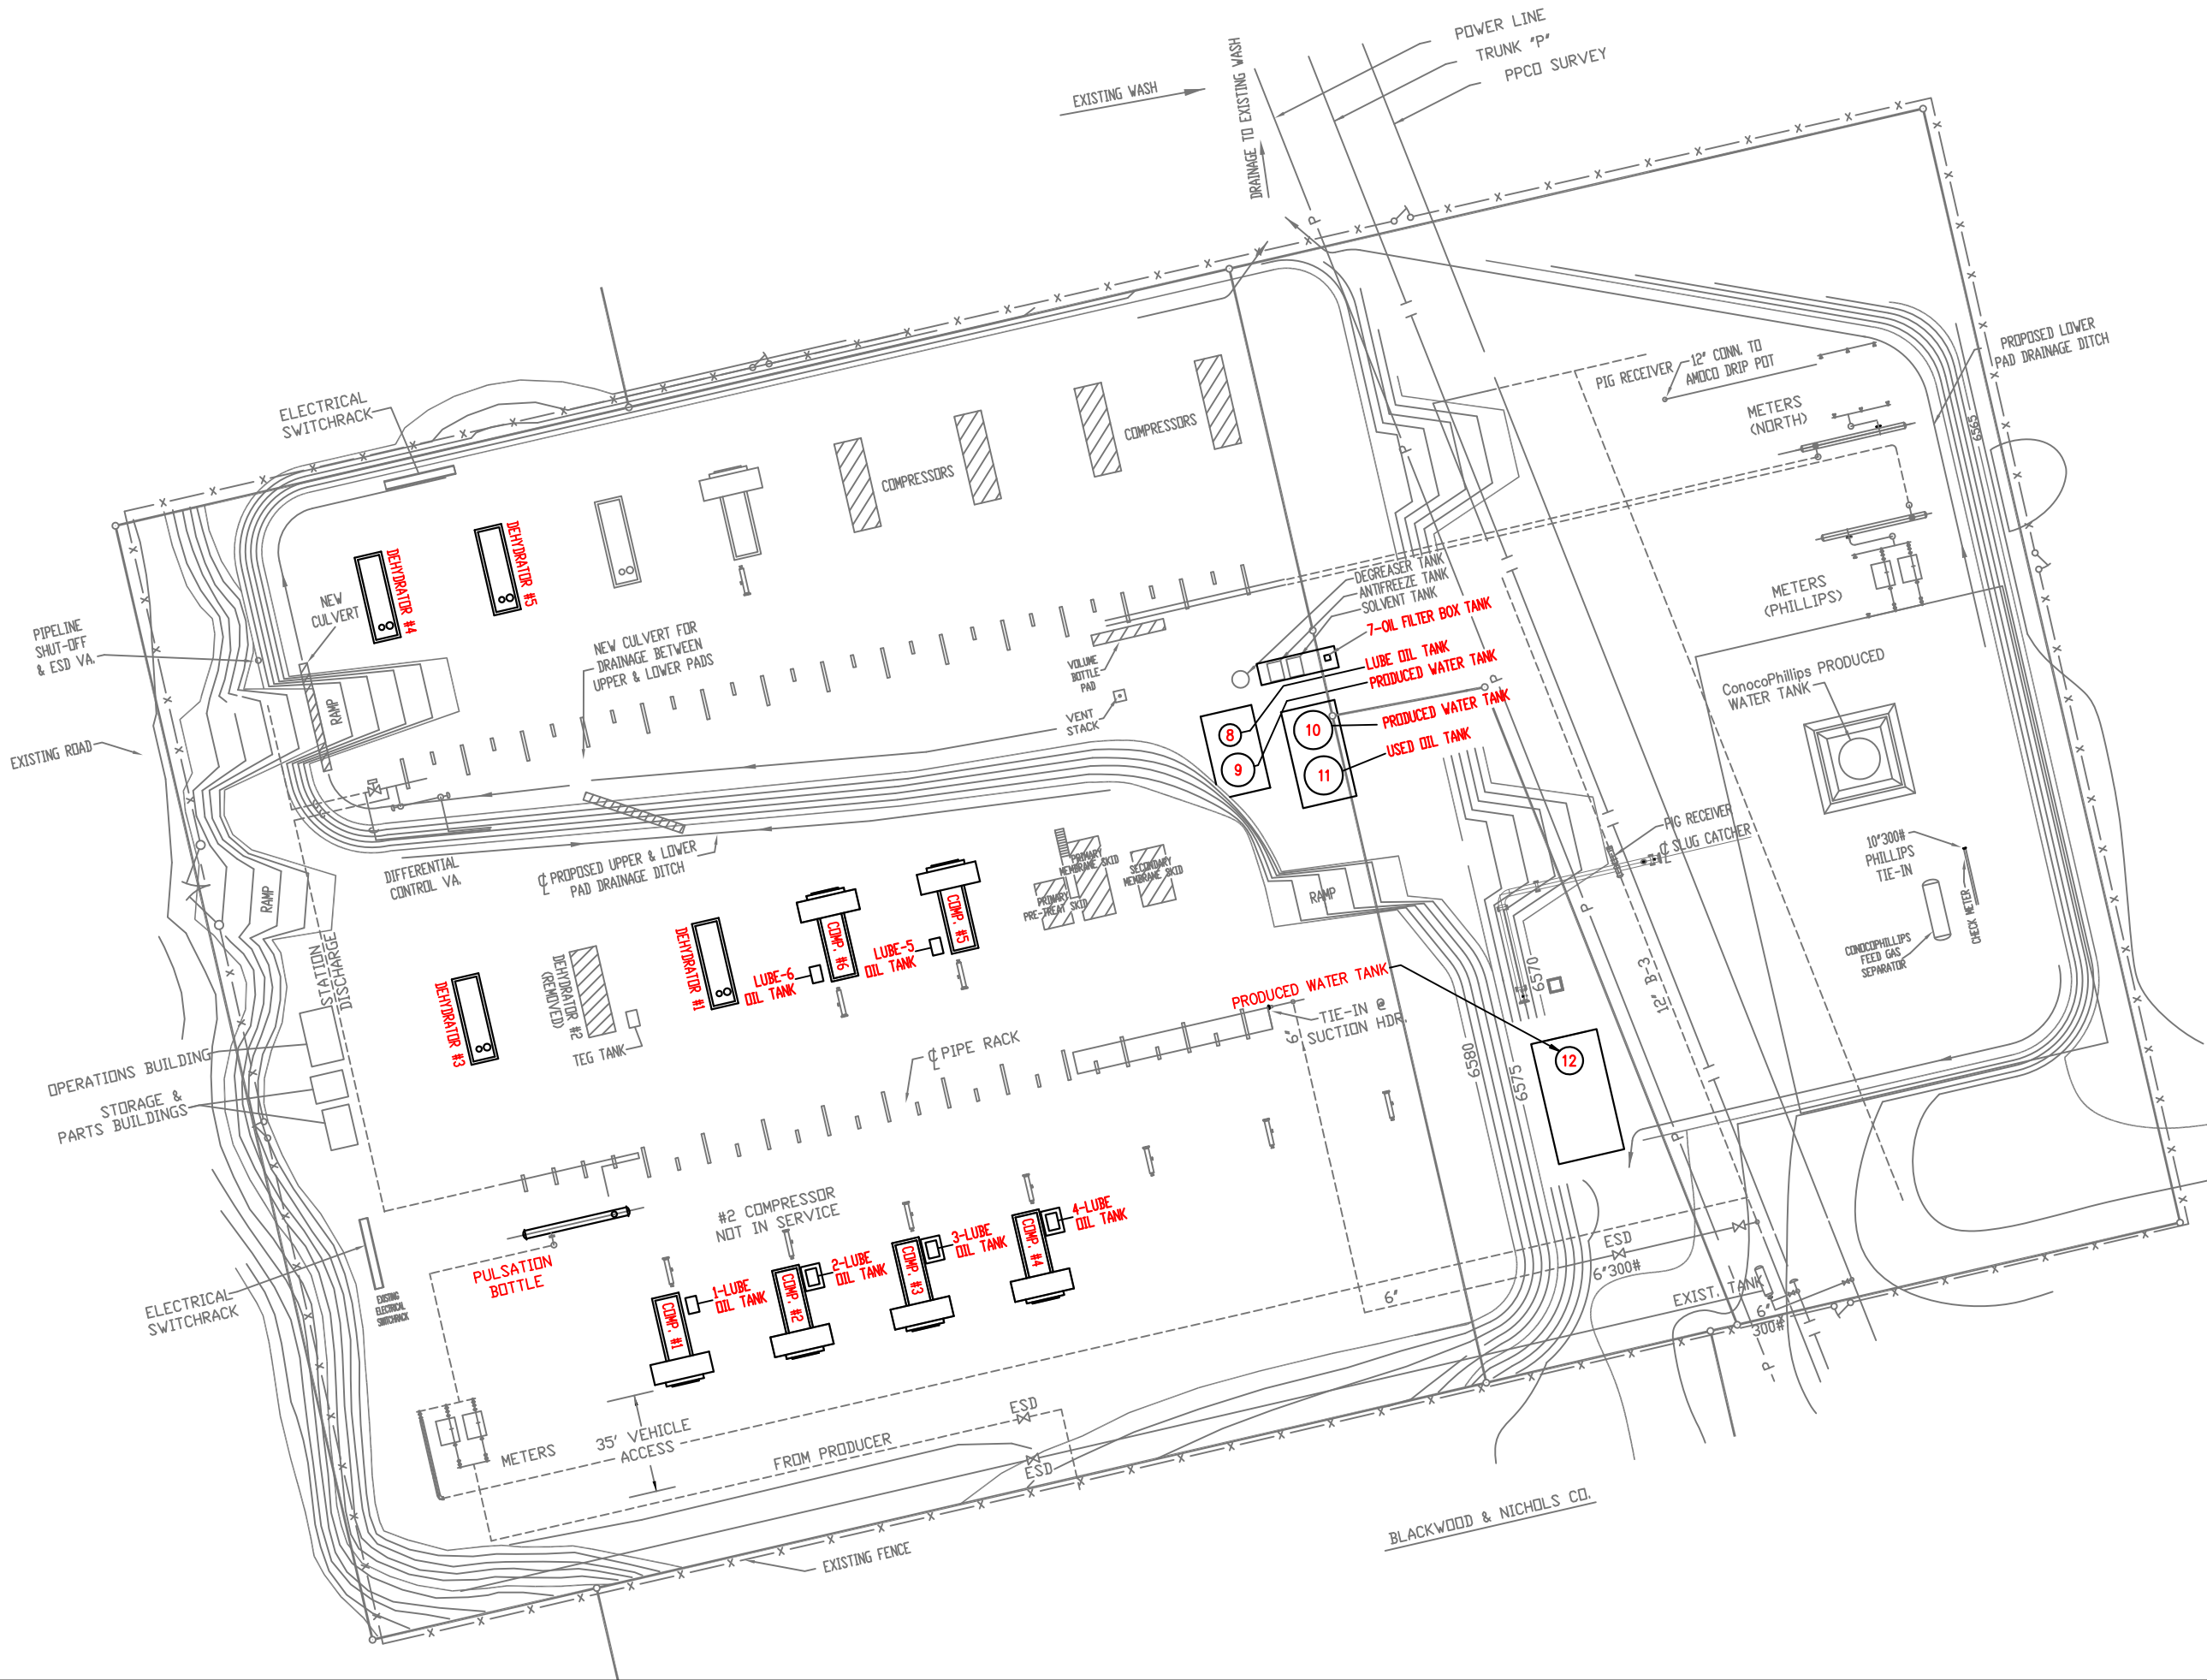 POWER LINE
TRUNK "P"
PPCO SURVEY
EXISTING WASH
DRAINAGE TO EXISTING WASH
P
PROPOSED LOWER
PAD DRAINAGE DITCH
12" CONN. TO
AMOCO DRIP POT
PIG RECEIVER
METERS
(NORTH)
6565
ELECTRICAL
SWITCHRACK
COMPRESSORS
COMPRESSORS
P
DEHYDRATOR #4
DEHYDRATOR #5
NEW
CULVERT
PIPELINE
SHUT-OFF
& ESD VA.
NEW CULVERT FOR
DRAINAGE BETWEEN
UPPER & LOWER PADS
DEGREASER TANK
ANTIFREEZE TANK
SOLVENT TANK
7-OIL FILTER BOX TANK
LUBE OIL TANK
PRODUCED WATER TANK
PRODUCED WATER TANK
USED OIL TANK
METERS
(PHILLIPS)
VOLUME
BOTTLE
PAD
VENT
STACK
P
ConocoPhillips PRODUCED
WATER TANK
RAMP
EXISTING ROAD
8
9
10
11
PIG RECEIVER
℄ SLUG CATCHER
10"300#
PHILLIPS
TIE-IN
CHECK METER
CONOCOPHILLIPS
FEED GAS
SEPARATOR
DIFFERENTIAL
CONTROL VA.
℄ PROPOSED UPPER & LOWER
PAD DRAINAGE DITCH
PRIMARY
MEMBRANE SKID
SECONDARY
MEMBRANE SKID
PRIMARY
PRE-TREAT SKID
RAMP
RAMP
P
STATION
DISCHARGE
DEHYDRATOR #3
DEHYDRATOR #2
(REMOVED)
TEG TANK
DEHYDRATOR #1
COMP. #6
LUBE-6
OIL TANK
COMP. #5
LUBE-5
OIL TANK
PRODUCED WATER TANK
TIE-IN @
SUCTION HDR.
6"
6570
12" B-3
6580
6575
12
℄ PIPE RACK
OPERATIONS BUILDING
STORAGE &
PARTS BUILDINGS
P
#2 COMPRESSOR
NOT IN SERVICE
PULSATION
BOTTLE
COMP. #1
1-LUBE
OIL TANK
COMP. #2
2-LUBE
OIL TANK
COMP. #3
3-LUBE
OIL TANK
COMP. #4
4-LUBE
OIL TANK
ELECTRICAL
SWITCHRACK
EXISTING
ELECTRICAL
SWITCHRACK
ESD
6"300#
6"
EXIST. TANK
6"
300#
P
METERS
35' VEHICLE
ACCESS
FROM PRODUCER
ESD
ESD
EXISTING FENCE
BLACKWOOD & NICHOLS CO.